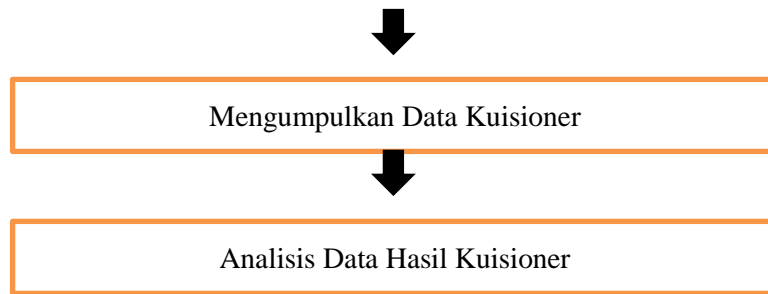 Mengumpulkan Data Kuisioner
Analisis Data Hasil Kuisioner